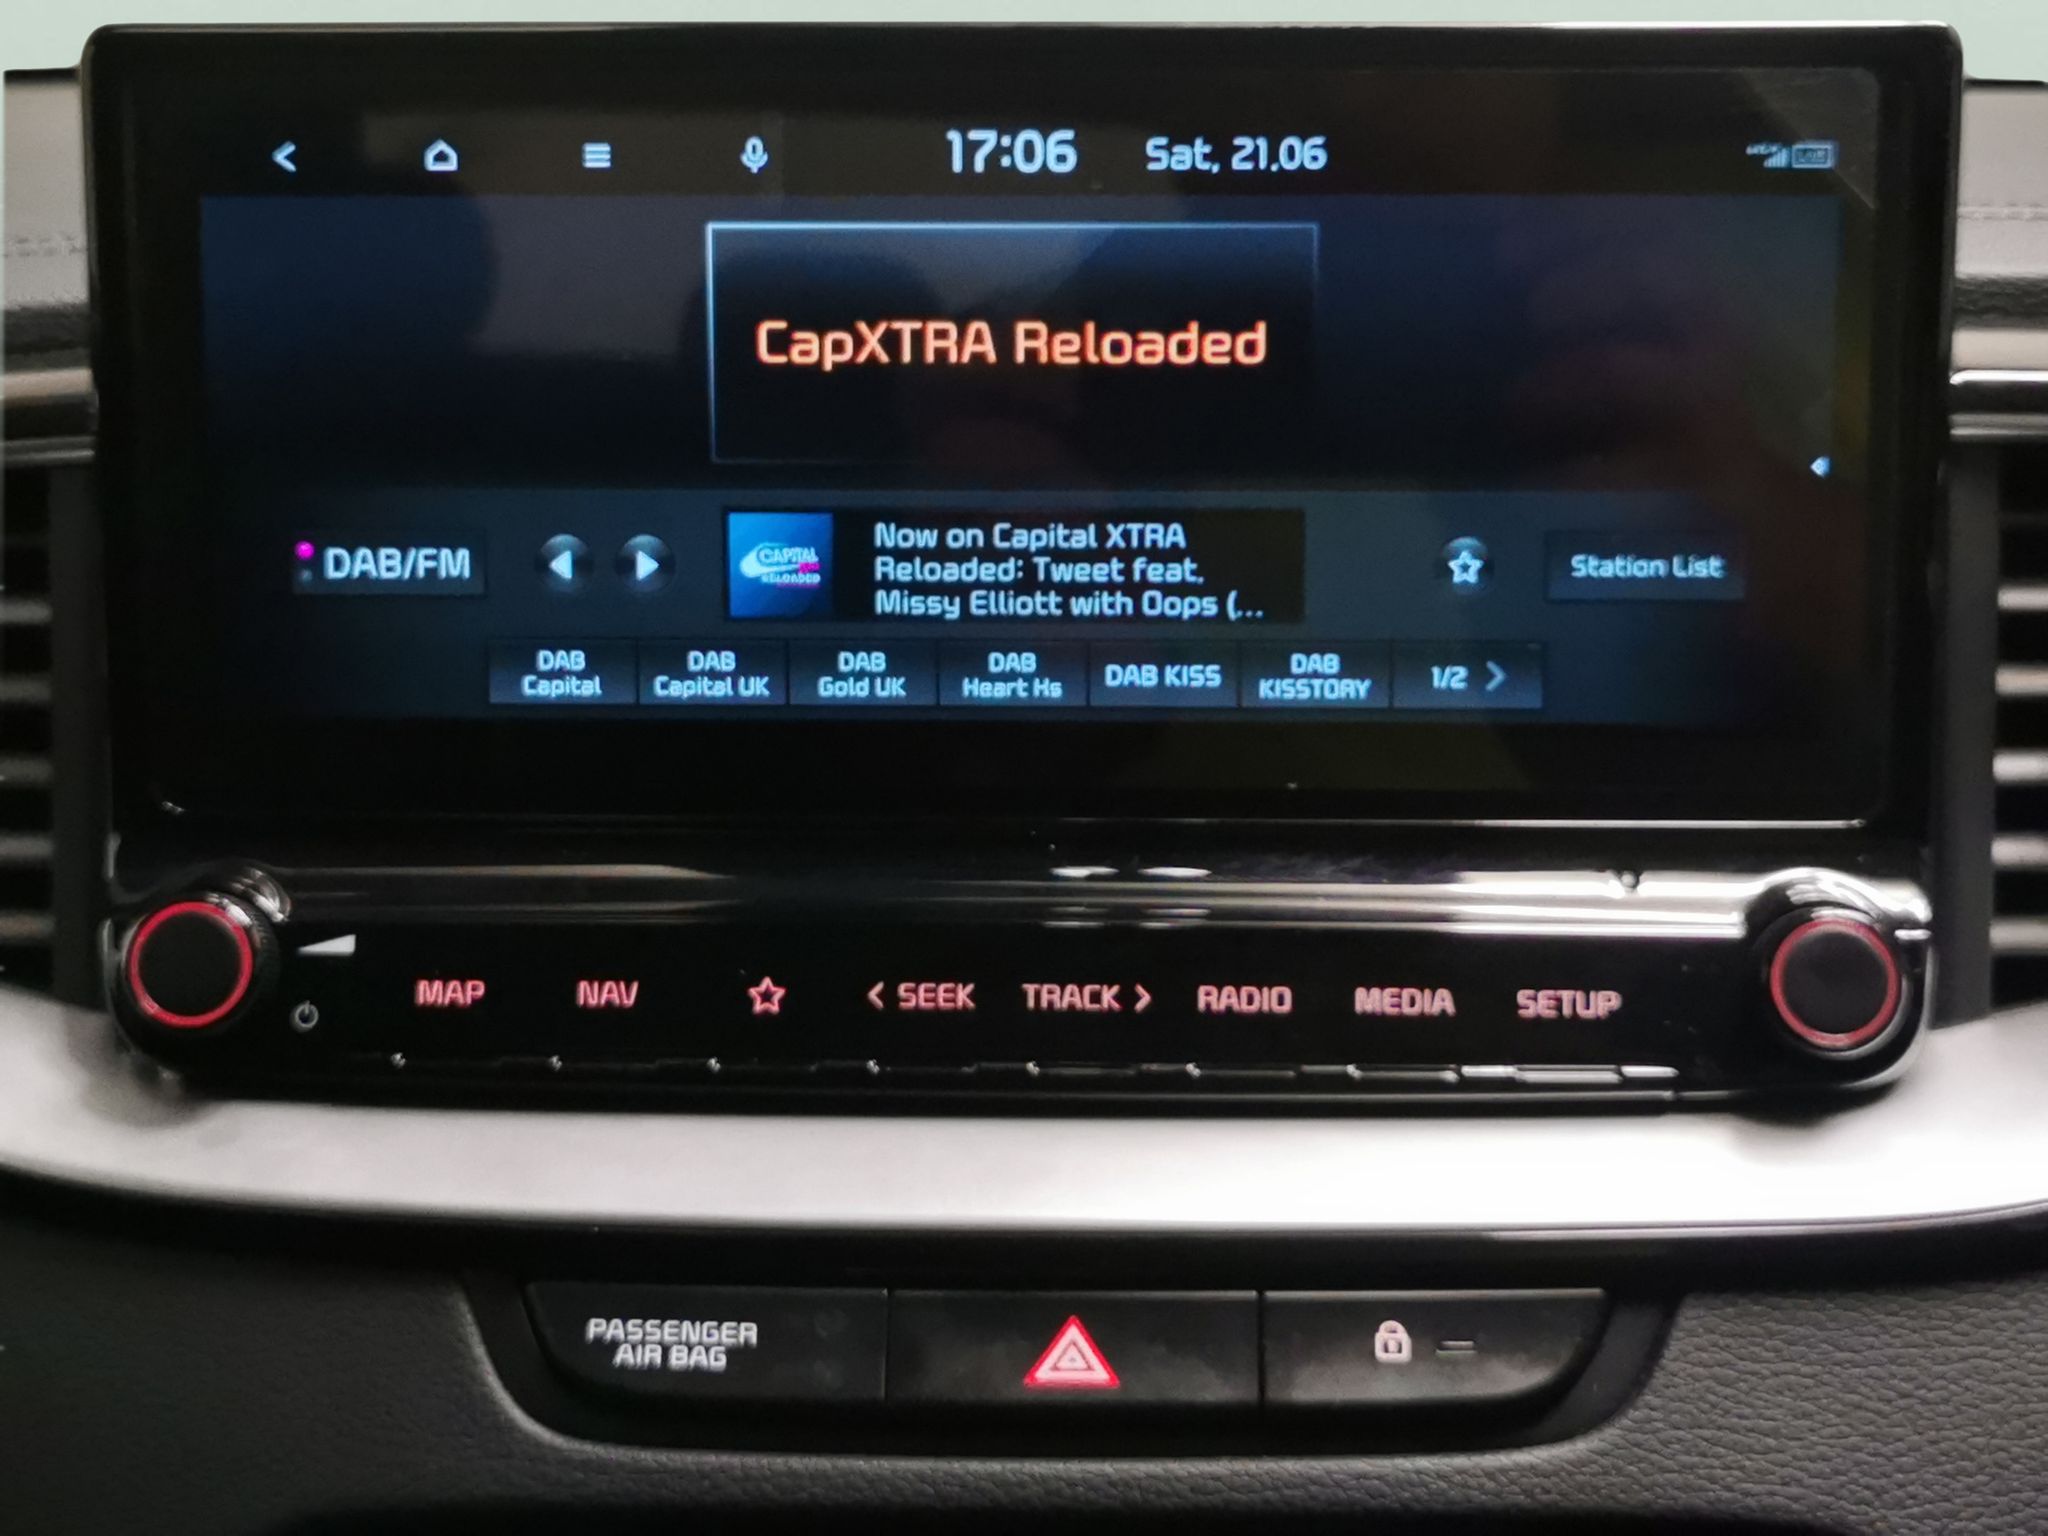 17:06 Sat, 21.06
CapXTRA Reloaded
DAB/FM
CAPITAL
RELOADED
Now on Capital XTRA
Reloaded: Tweet feat.
Missy Elliott with Oops (...
Station List
DAB
Capital
DAB
Capital UK
DAB
Gold UK
DAB
Heart Hs
DAB KISS
DAB
KISSTORY
1/2 >
MAP NAV < SEEK TRACK > RADIO MEDIA SETUP
PASSENGER
AIR BAG